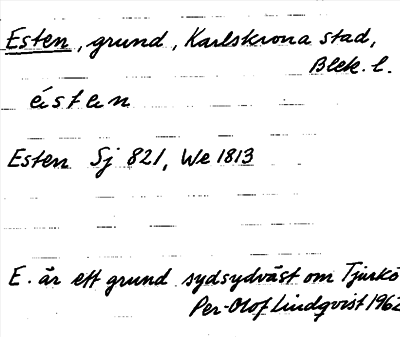 Esten, grund, Karlskrona stad,
Blek. l.
ésten
Esten Sj 821, We 1813
E. är ett grund sydsydväst om Tjurkö
Per-Olof Lindqvist 1962